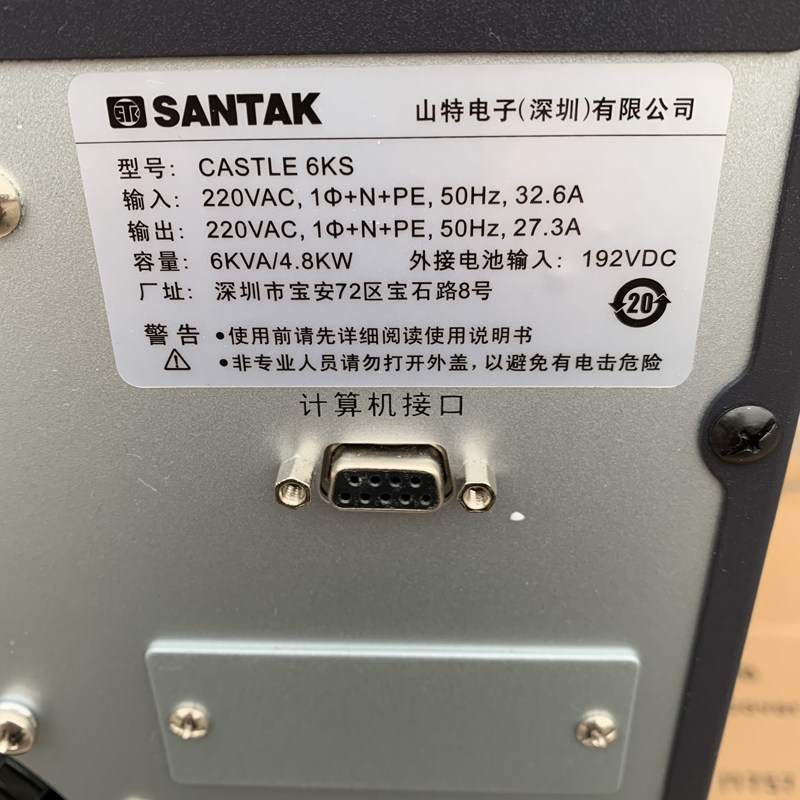 STK SANTAK 山特电子(深圳)有限公司
型号: CASTLE 6KS
输入: 220VAC, 1Φ+N+PE, 50Hz, 32.6A
输出: 220VAC, 1Φ+N+PE, 50Hz, 27.3A
容量: 6KVA/4.8KW 外接电池输入: 192VDC
厂址: 深圳市宝安72区宝石路8号
20
警告 •使用前请先详细阅读使用说明书
•非专业人员请勿打开外盖，以避免有电击危险
计算机接口